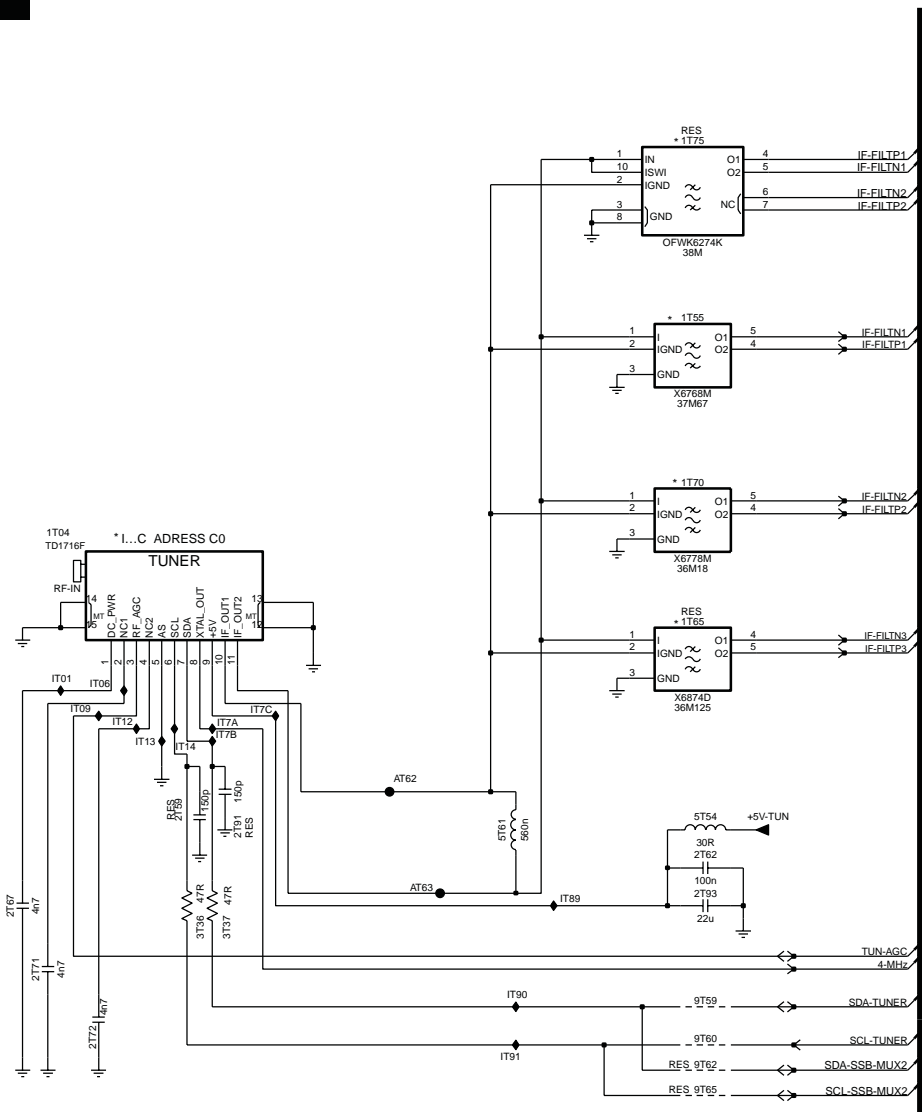 RES
* 1T75
1 IN O1 4 IF-FILTP1
10 ISWI O2 5 IF-FILTN1
2 IGND
6 IF-FILTN2
NC 7 IF-FILTP2
3
8 GND
OFWK6274K
38M
* 1T55
1 I O1 5 IF-FILTN1
2 IGND O2 4 IF-FILTP1
3 GND
X6768M
37M67
* 1T70
1 I O1 5 IF-FILTN2
2 IGND O2 4 IF-FILTP2
3 GND
X6778M
36M18
RES
* 1T65
1 I O1 4 IF-FILTN3
2 IGND O2 5 IF-FILTP3
3 GND
X6874D
36M125
1T04
TD1716F
* I...C ADRESS C0
TUNER
RF-IN
14
15
MT
13
12
MT
DC_PWR
NC1
RF_AGC
NC2
AS
SCL
SDA
XTAL_OUT
+5V
IF_OUT1
IF_OUT2
1
2
3
4
5
6
7
8
9
10
11
IT01
IT06
IT09
IT12
IT13
IT14
IT7A
IT7B
IT7C
RES
2T59
150p
150p
2T91
RES
AT62
5T61
560n
AT63
IT89
5T54
+5V-TUN
30R
2T62
100n
2T93
22u
2T67
4n7
2T71
4n7
2T72
4n7
47R
3T36
47R
3T37
TUN-AGC
4-MHz
IT90
9T59
SDA-TUNER
IT91
9T60
SCL-TUNER
RES 9T62
SDA-SSB-MUX2
RES 9T65
SCL-SSB-MUX2